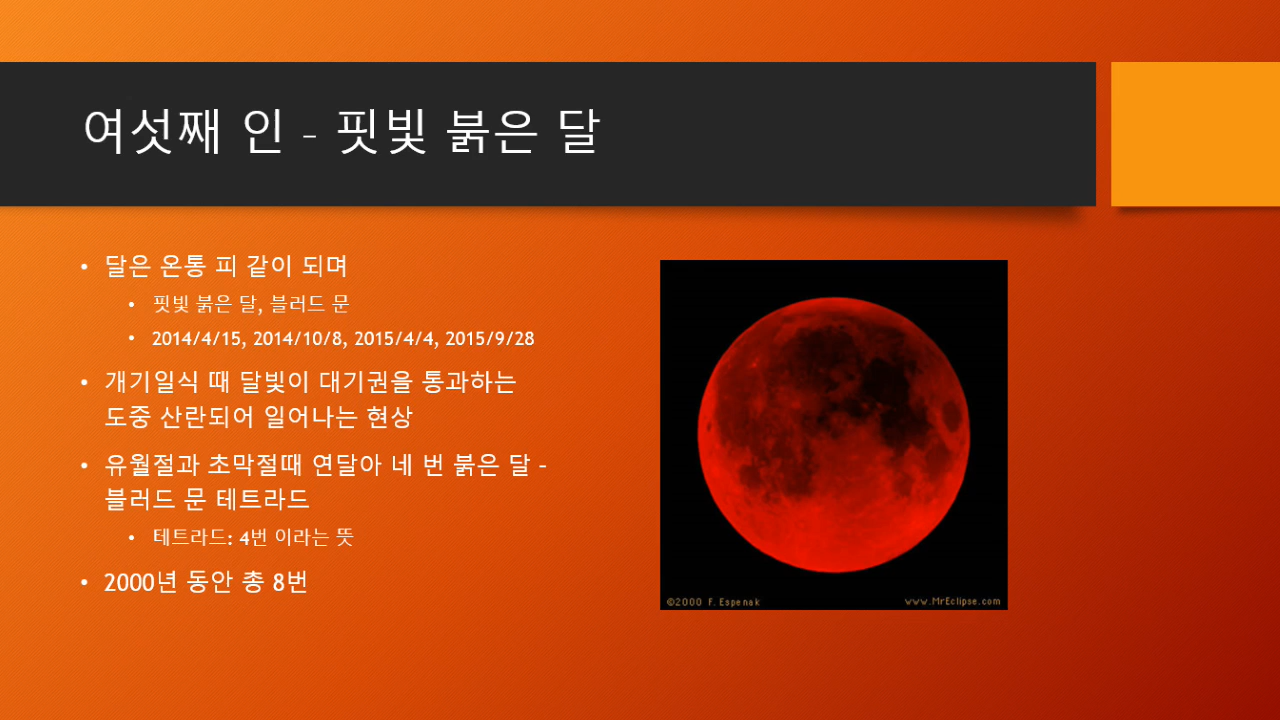 여섯째 인 - 핏빛 붉은 달
• 달은 온통 피 같이 되며
• 핏빛 붉은 달, 블러드 문
• 2014/4/15, 2014/10/8, 2015/4/4, 2015/9/28
• 개기일식 때 달빛이 대기권을 통과하는
도중 산란되어 일어나는 현상
• 유월절과 초막절때 연달아 네 번 붉은 달 -
블러드 문 테트라드
• 테트라드: 4번 이라는 뜻
• 2000년 동안 총 8번
©2000 F. Espenak
www.MrEclipse.com